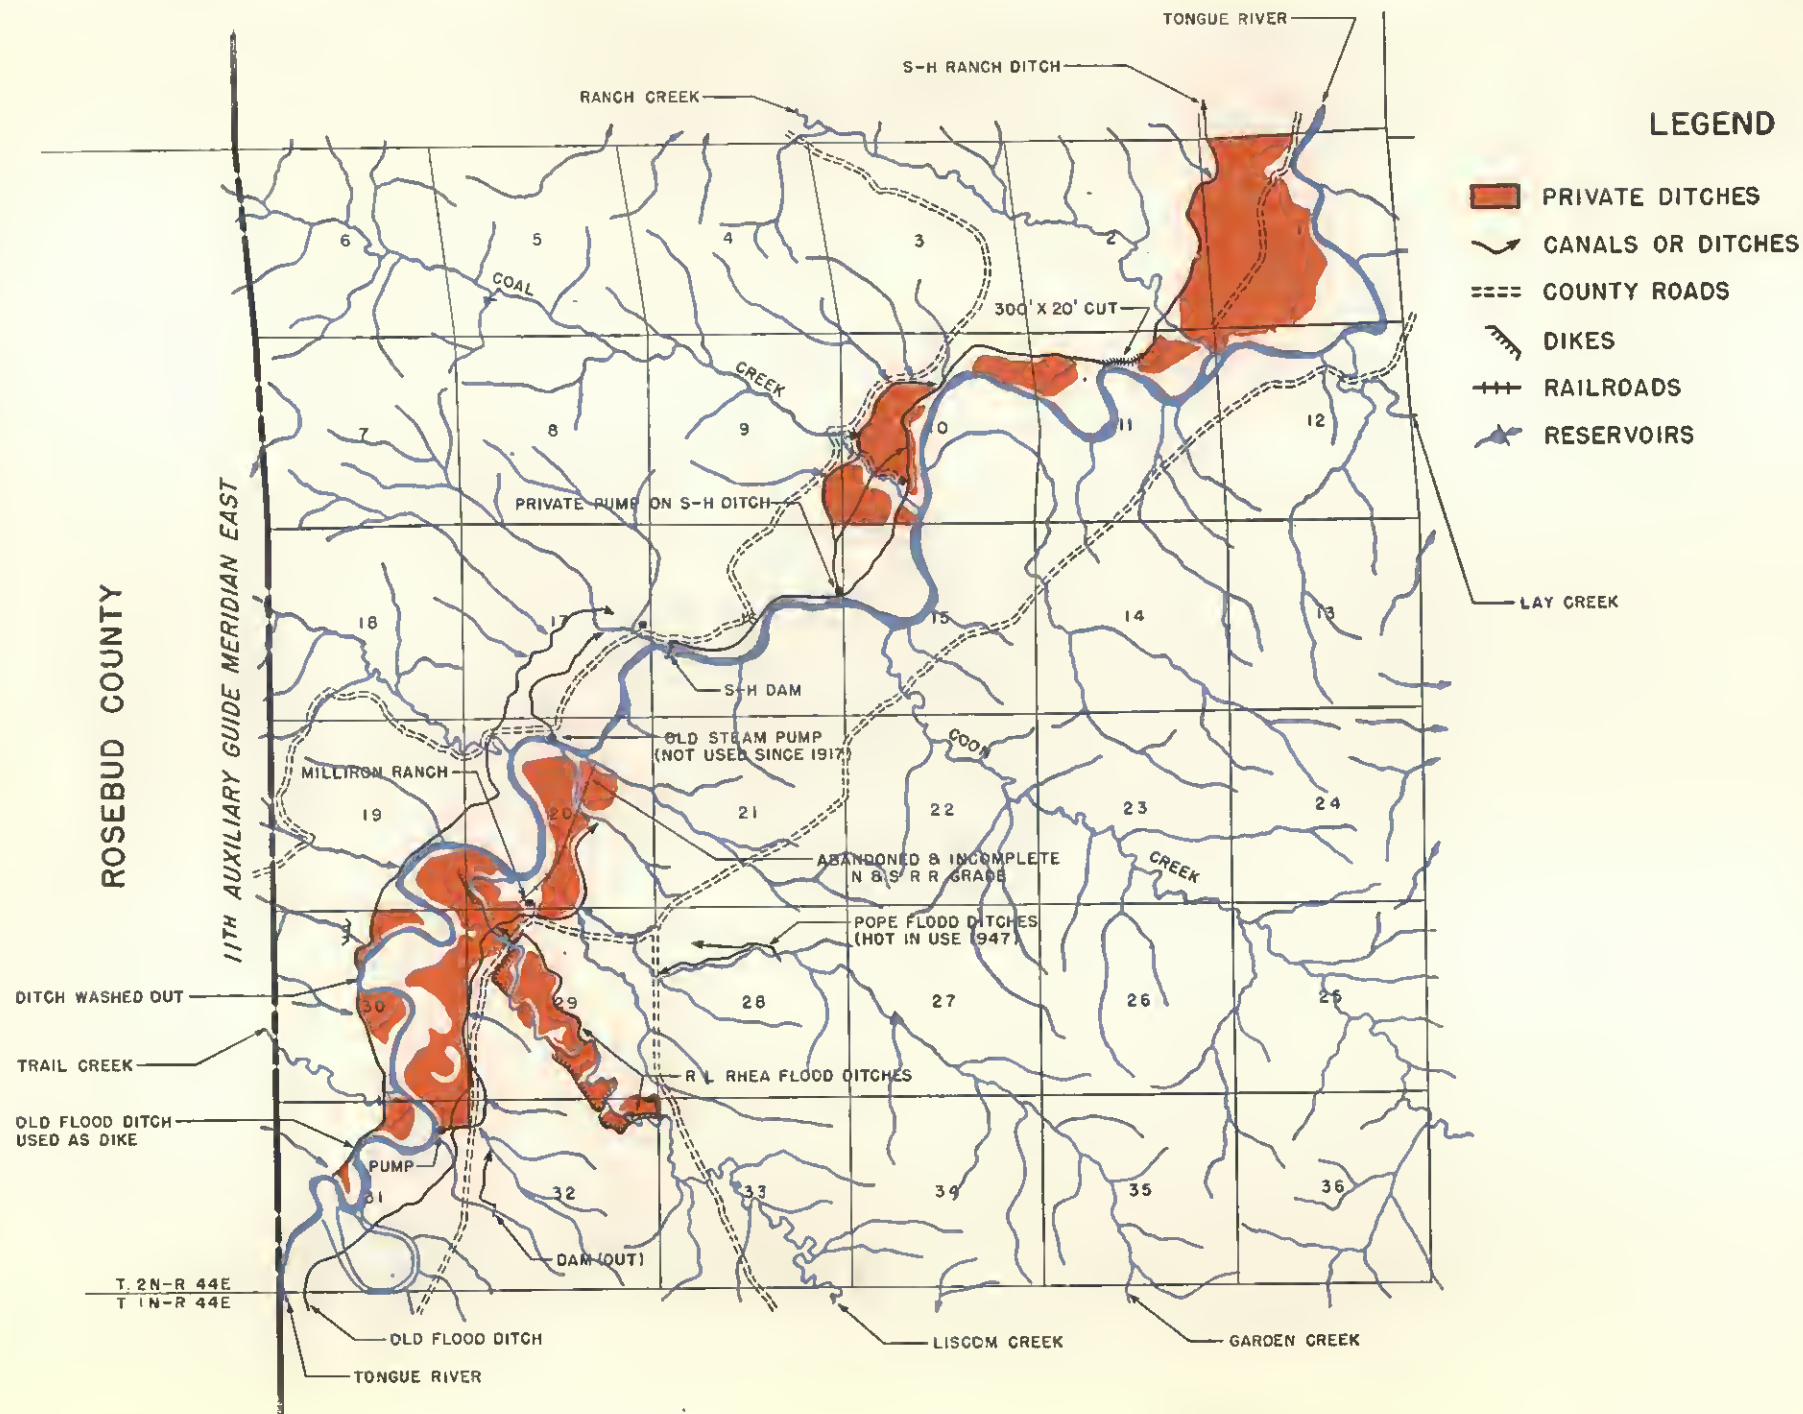 TONGUE RIVER
S-H RANCH DITCH
RANCH CREEK
LEGEND
PRIVATE DITCHES
CANALS OR DITCHES
COUNTY ROADS
DIKES
RAILROADS
RESERVOIRS
6
5
4
3
2
1
COAL
300' X 20' CUT
CREEK
7
8
9
10
11
12
PRIVATE PUMP ON S-H DITCH
LAY CREEK
18
17
16
15
14
13
S-H DAM
ROSEBUD COUNTY
11TH AUXILIARY GUIDE MERIDIAN EAST
OLD STEAM PUMP
(NOT USED SINCE 1917)
COON
MILLIRON RANCH
19
20
21
22
23
24
ABANDONED & INCOMPLETE
N & S R R GRADE
CREEK
POPE FLOOD DITCHES
(HOT IN USE 1947)
DITCH WASHED OUT
30
29
28
27
26
25
TRAIL CREEK
R L RHEA FLOOD DITCHES
OLD FLOOD DITCH
USED AS DIKE
PUMP
31
32
33
34
35
36
DAM (OUT)
T. 2N-R 44E
T 1N-R 44E
OLD FLOOD DITCH
LISCOM CREEK
GARDEN CREEK
TONGUE RIVER